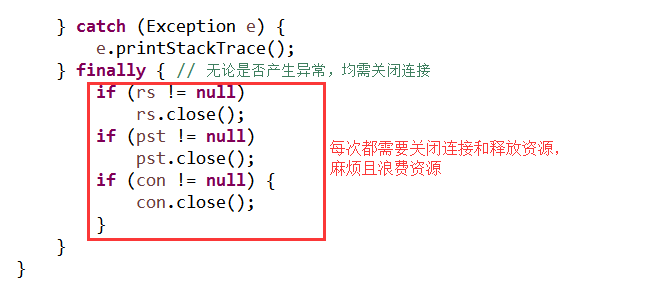 } catch (Exception e) {
e.printStackTrace();
} finally { // 无论是否产生异常，均需关闭连接
if (rs != null)
rs.close();
if (pst != null)
pst.close();
if (con != null) {
con.close();
}
每次都需要关闭连接和释放资源，
麻烦且浪费资源
}
}